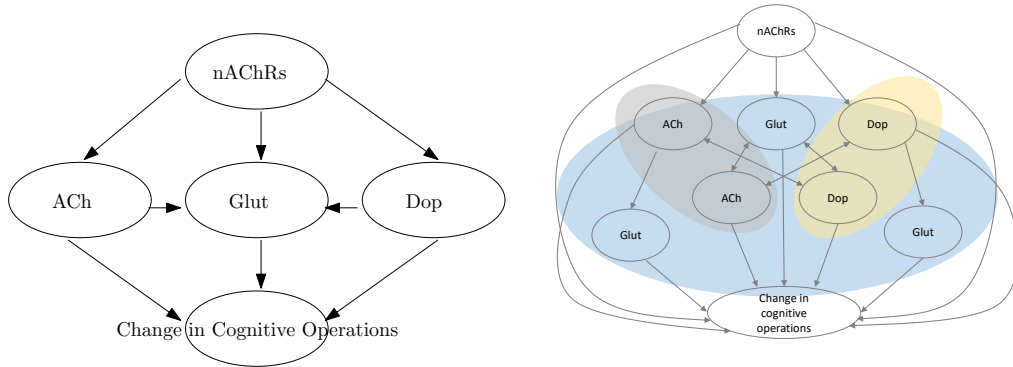 nAChRs
ACh
Glut
Dop
Change in Cognitive Operations
nAChRs
ACh
Glut
Dop
ACh
Dop
Glut
Glut
Change in
cognitive
operations